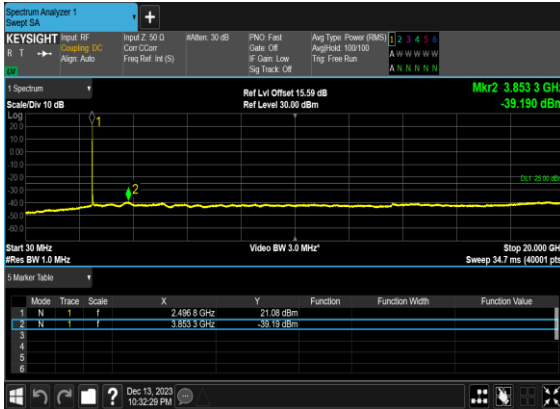 Spectrum Analyzer 1
Swept SA
KEYSIGHT
R T
Input: RF
Coupling: DC
Align: Auto
Input Z: 50 Ω
Corr CCorr
Freq Ref: Int (S)
#Atten: 30 dB
PNO: Fast
Gate: Off
IF Gain: Low
Sig Track: Off
Avg Type: Power (RMS)
Avg|Hold: 100/100
Trig: Free Run
1 2 3 4 5 6
A W W W W W
A N N N N N
1 Spectrum
Scale/Div 10 dB
Ref Lvl Offset 15.59 dB
Ref Level 30.00 dBm
Mkr2 3.853 3 GHz
-39.190 dBm
Log
20.0
10.0
0.00
-10.0
-20.0
-30.0
-40.0
-50.0
-60.0
1
2
Start 30 MHz
#Res BW 1.0 MHz
Video BW 3.0 MHz*
Stop 20.000 GH
Sweep 34.7 ms (40001 pts
5 Marker Table
Mode Trace Scale X Y Function Function Width Function Value
1 N 1 f 2.496 8 GHz 21.08 dBm
2 N 1 f 3.853 3 GHz -39.19 dBm
3
4
5
6
?
Dec 13, 2023
10:32:29 PM